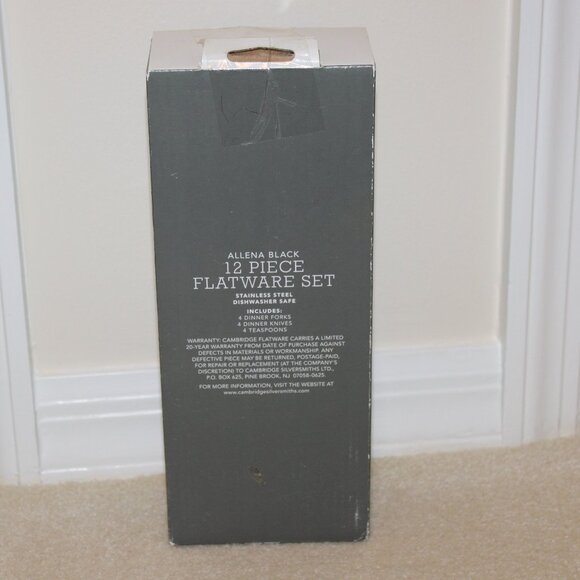 ALLENA BLACK
12 PIECE
FLATWARE SET
STAINLESS STEEL
DISHWASHER SAFE
INCLUDES:
4 DINNER FORKS
4 DINNER KNIVES
4 TEASPOONS
WARRANTY: CAMBRIDGE FLATWARE CARRIES A LIMITED
20-YEAR WARRANTY FROM DATE OF PURCHASE AGAINST
DEFECTS IN MATERIALS OR WORKMANSHIP. ANY
DEFECTIVE PIECE MAY BE RETURNED, POSTAGE-PAID,
FOR REPAIR OR REPLACEMENT (AT THE COMPANY'S
DISCRETION) TO CAMBRIDGE SILVERSMITHS LTD.,
P.O. BOX 625, PINE BROOK, NJ 07058-0625.
FOR MORE INFORMATION, VISIT THE WEBSITE AT
www.cambridgesilversmiths.com